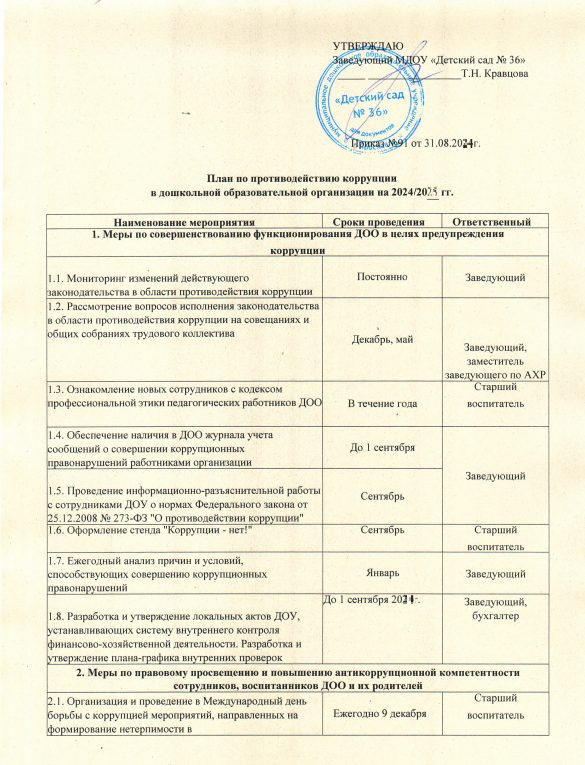 УТВЕРЖДАЮ
Заведующий МДОУ «Детский сад № 36»
Т.Н. Кравцова
«Детский сад
№ 36»
для документов
Приказ №91 от 31.08.2024г.
План по противодействию коррупции
в дошкольной образовательной организации на 2024/2025 гг.
Наименование мероприятия Сроки проведения Ответственный
1. Меры по совершенствованию функционирования ДОО в целях предупреждения
коррупции
1.1. Мониторинг изменений действующего
законодательства в области противодействия коррупции
Постоянно
Заведующий
1.2. Рассмотрение вопросов исполнения законодательства
в области противодействия коррупции на совещаниях и
общих собраниях трудового коллектива
Декабрь, май
Заведующий,
заместитель
заведующего по АХР
1.3. Ознакомление новых сотрудников с кодексом
профессиональной этики педагогических работников ДОО
В течение года
Старший
воспитатель
1.4. Обеспечение наличия в ДОО журнала учета
сообщений о совершении коррупционных
правонарушений работниками организации
До 1 сентября
Заведующий
1.5. Проведение информационно-разъяснительной работы
с сотрудниками ДОУ о нормах Федерального закона от
25.12.2008 № 273-ФЗ "О противодействии коррупции"
Сентябрь
1.6. Оформление стенда "Коррупции - нет!"
Сентябрь
Старший
воспитатель
1.7. Ежегодный анализ причин и условий,
способствующих совершению коррупционных
правонарушений
Январь
Заведующий
1.8. Разработка и утверждение локальных актов ДОУ,
устанавливающих систему внутреннего контроля
финансово-хозяйственной деятельности. Разработка и
утверждение плана-графика внутренних проверок
До 1 сентября 2024г.
Заведующий,
бухгалтер
2. Меры по правовому просвещению и повышению антикоррупционной компетентности
сотрудников, воспитанников ДОО и их родителей
2.1. Организация и проведение в Международный день
борьбы с коррупцией мероприятий, направленных на
формирование нетерпимости в
Ежегодно 9 декабря
Старший
воспитатель